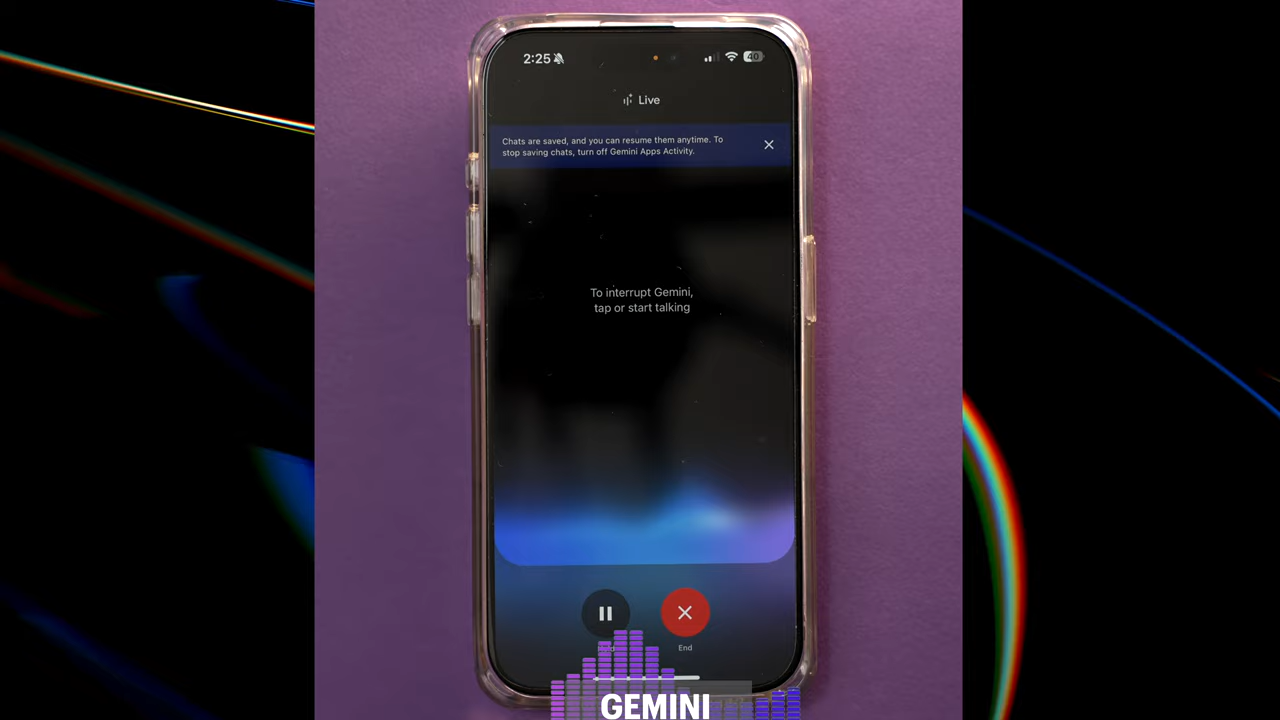 2:25
40
Live
Chats are saved, and you can resume them anytime. To
stop saving chats, turn off Gemini Apps Activity.
To interrupt Gemini,
tap or start talking
End
GEMINI